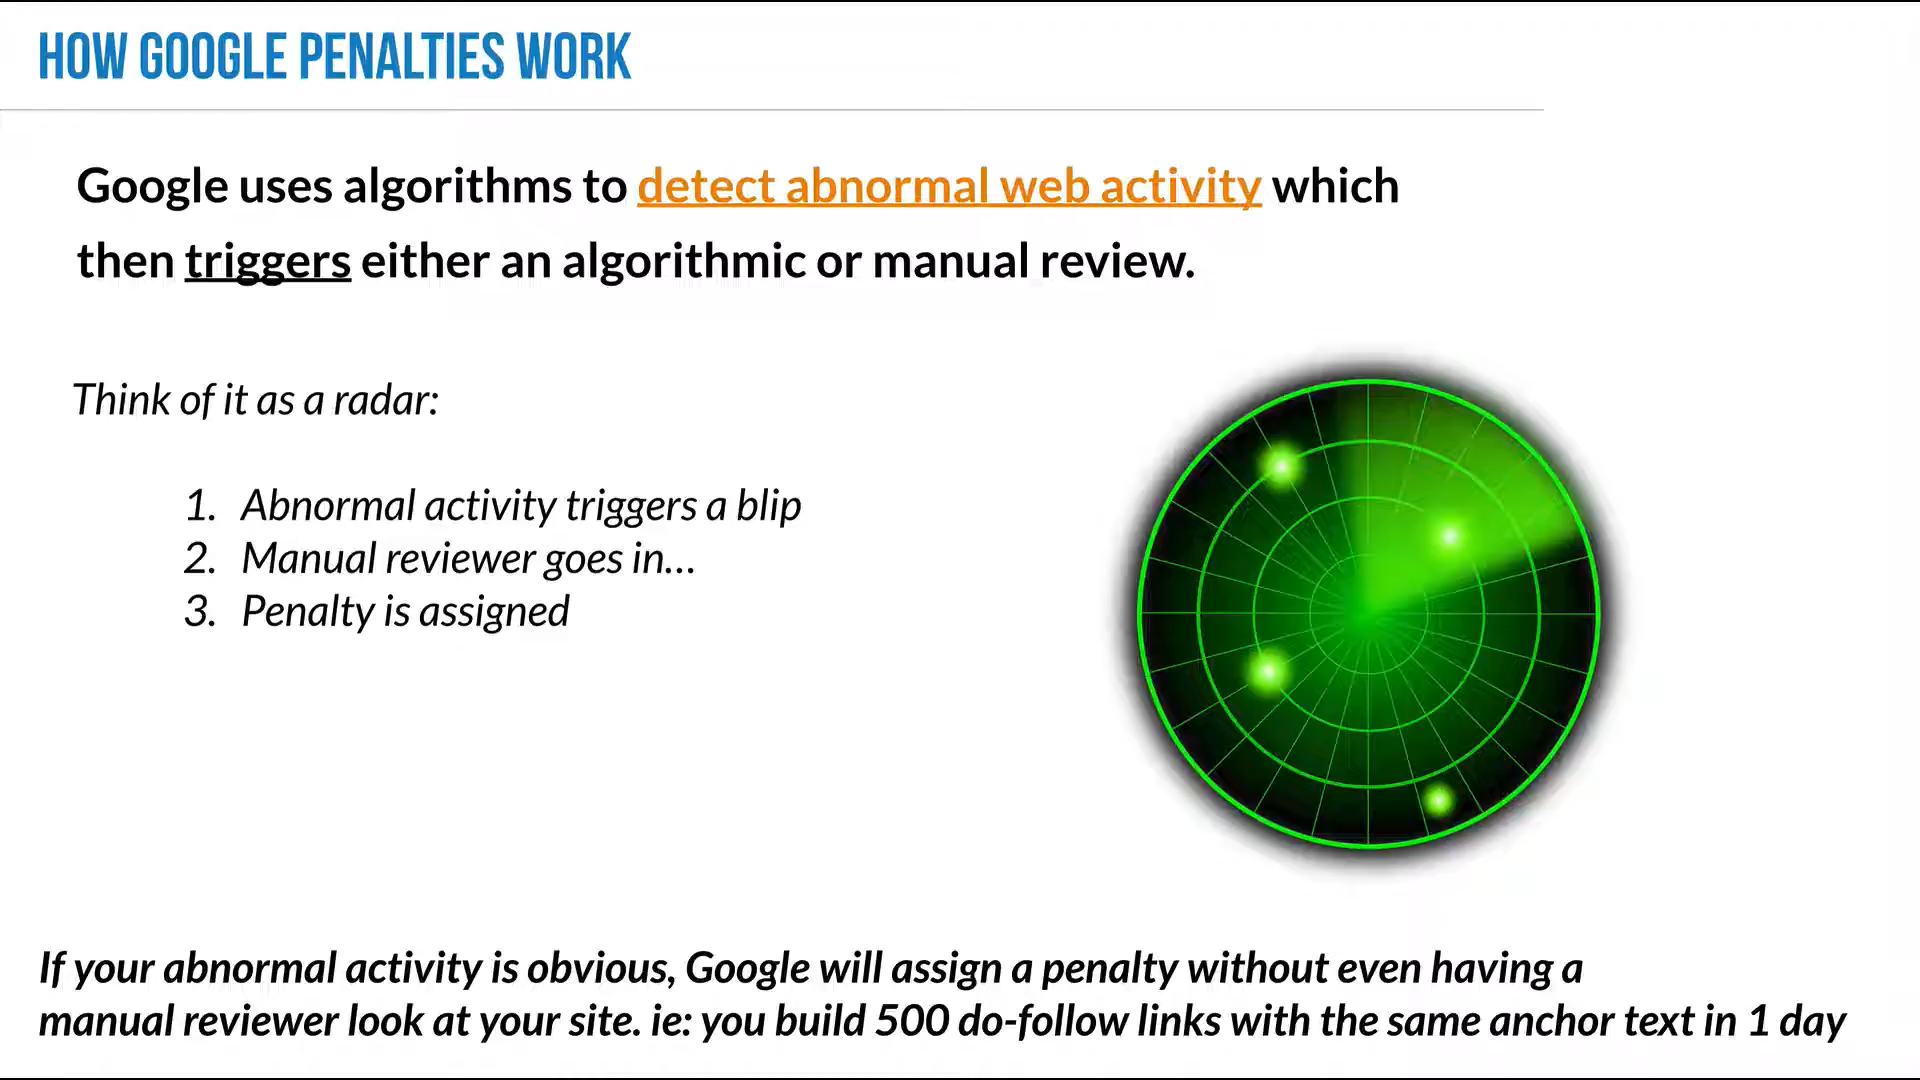 HOW GOOGLE PENALTIES WORK
Google uses algorithms to detect abnormal web activity which
then triggers either an algorithmic or manual review.
Think of it as a radar:
1. Abnormal activity triggers a blip
2. Manual reviewer goes in...
3. Penalty is assigned
If your abnormal activity is obvious, Google will assign a penalty without even having a
manual reviewer look at your site. ie: you build 500 do-follow links with the same anchor text in 1 day